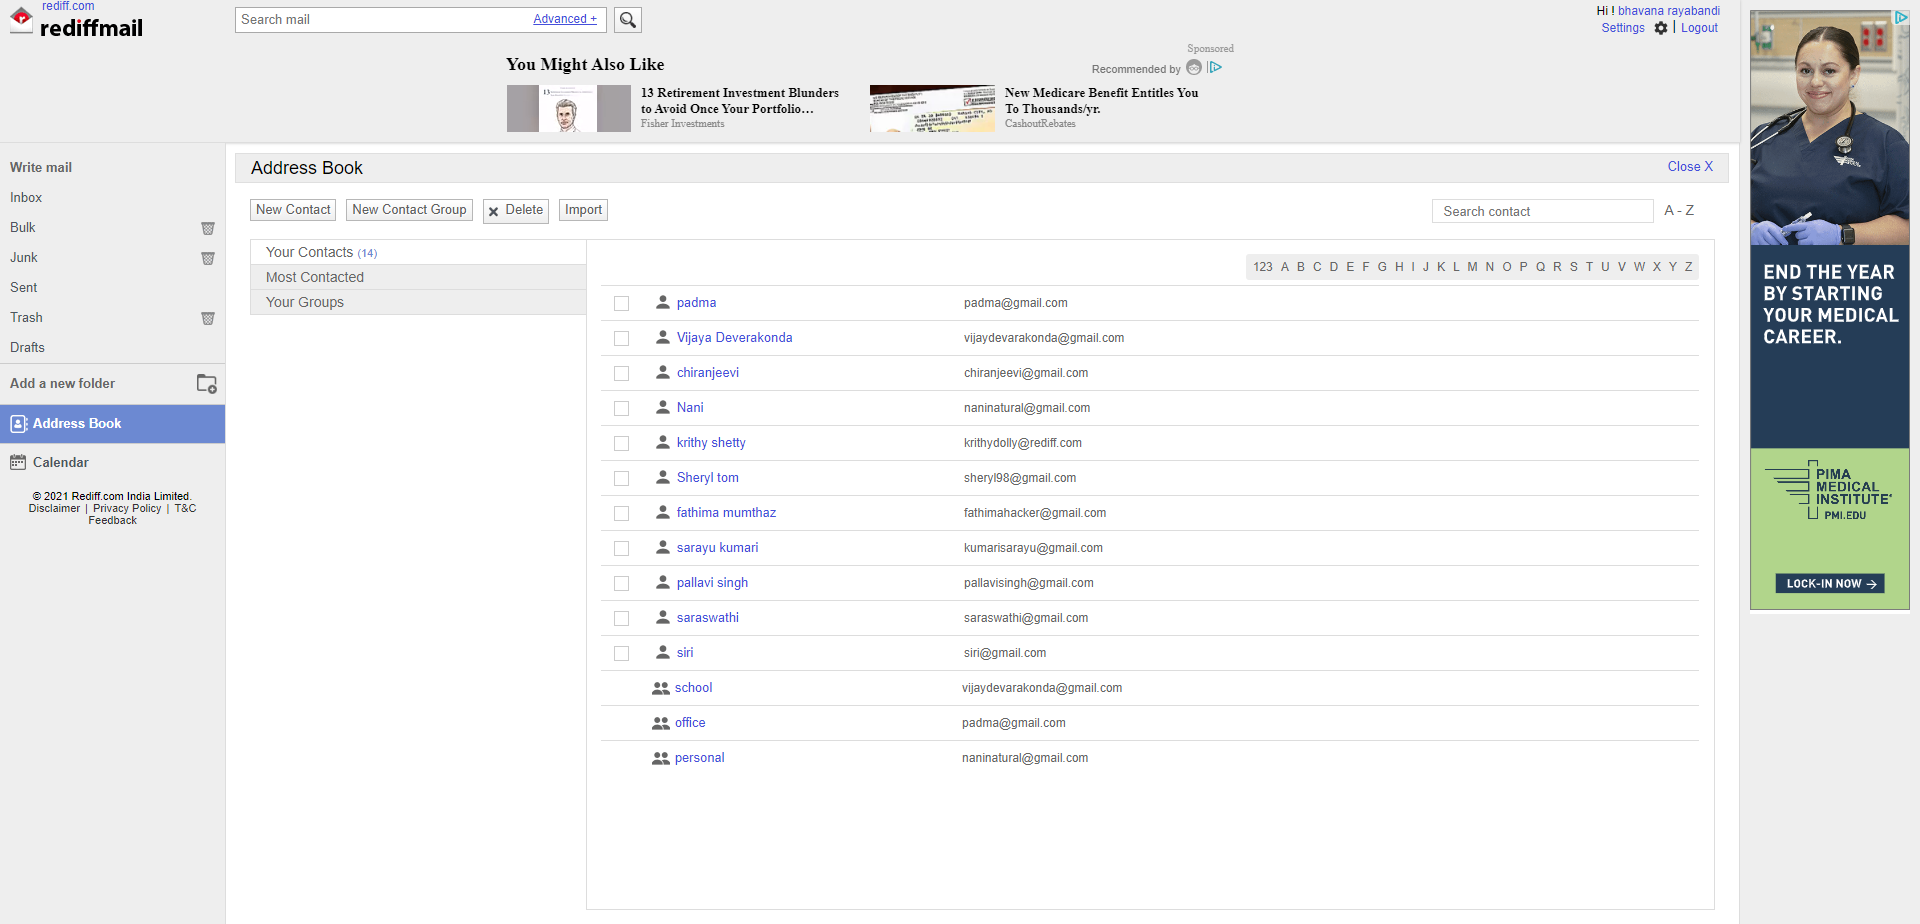 rediff.com
rediffmail
Search mail
Advanced +
Hi ! bhavana rayabandi
Settings | Logout
You Might Also Like
Sponsored
Recommended by
13 Retirement Investment Blunders
to Avoid Once Your Portfolio…
Fisher Investments
New Medicare Benefit Entitles You
To Thousands/yr.
CashoutRebates
Write mail
Inbox
Bulk
Junk
Sent
Trash
Drafts
Add a new folder
Address Book
Calendar
© 2021 Rediff.com India Limited.
Disclaimer | Privacy Policy | T&C
Feedback
Address Book
Close X
New Contact
New Contact Group
Delete
Import
Search contact
A - Z
Your Contacts (14)
Most Contacted
Your Groups
123 A B C D E F G H I J K L M N O P Q R S T U V W X Y Z
padma padma@gmail.com
Vijaya Deverakonda vijaydevarakonda@gmail.com
chiranjeevi chiranjeevi@gmail.com
Nani naninatural@gmail.com
krithy shetty krithydolly@rediff.com
Sheryl tom sheryl98@gmail.com
fathima mumthaz fathimahacker@gmail.com
sarayu kumari kumarisarayu@gmail.com
pallavi singh pallavisingh@gmail.com
saraswathi saraswathi@gmail.com
siri siri@gmail.com
school vijaydevarakonda@gmail.com
office padma@gmail.com
personal naninatural@gmail.com
END THE YEAR
BY STARTING
YOUR MEDICAL
CAREER.
PIMA
MEDICAL
INSTITUTE
PMI.EDU
LOCK-IN NOW →